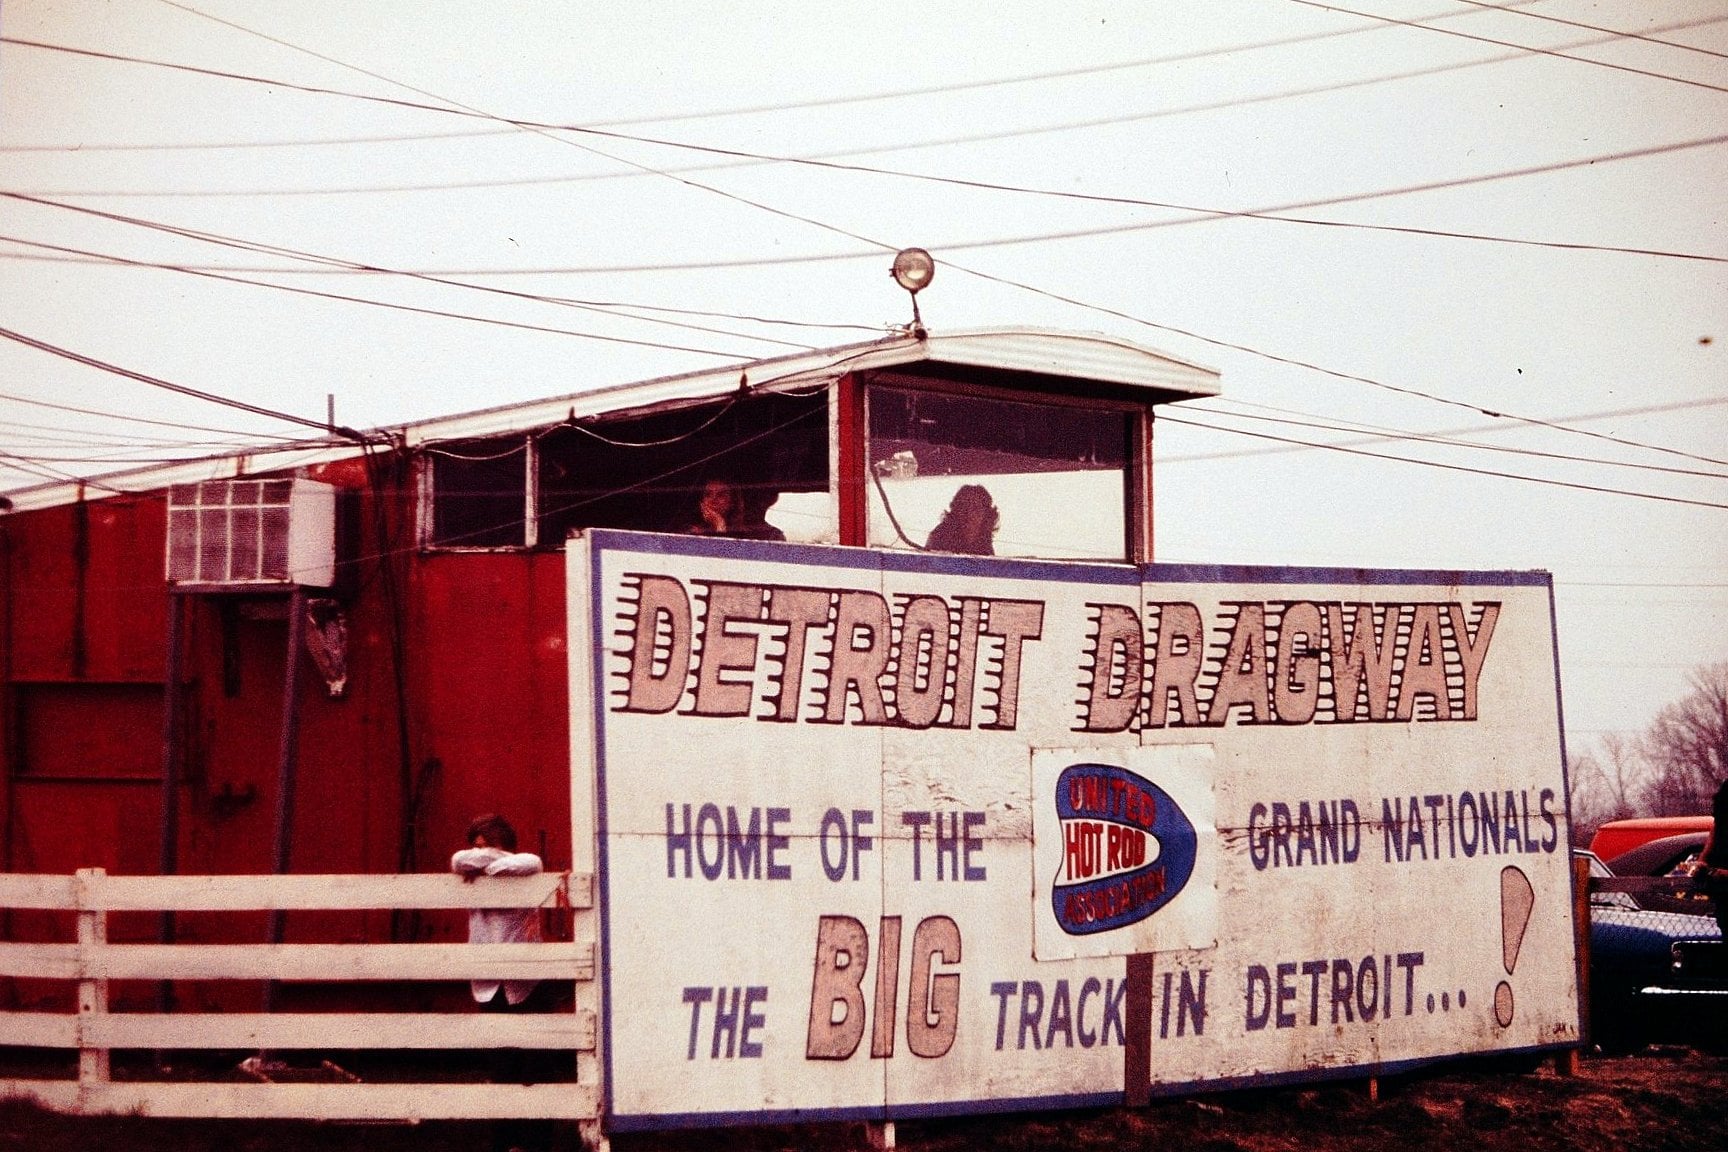 DETROIT DRAGWAY
HOME OF THE
UNITED
HOT ROD
ASSOCIATION
GRAND NATIONALS
THE BIG TRACK IN DETROIT...!